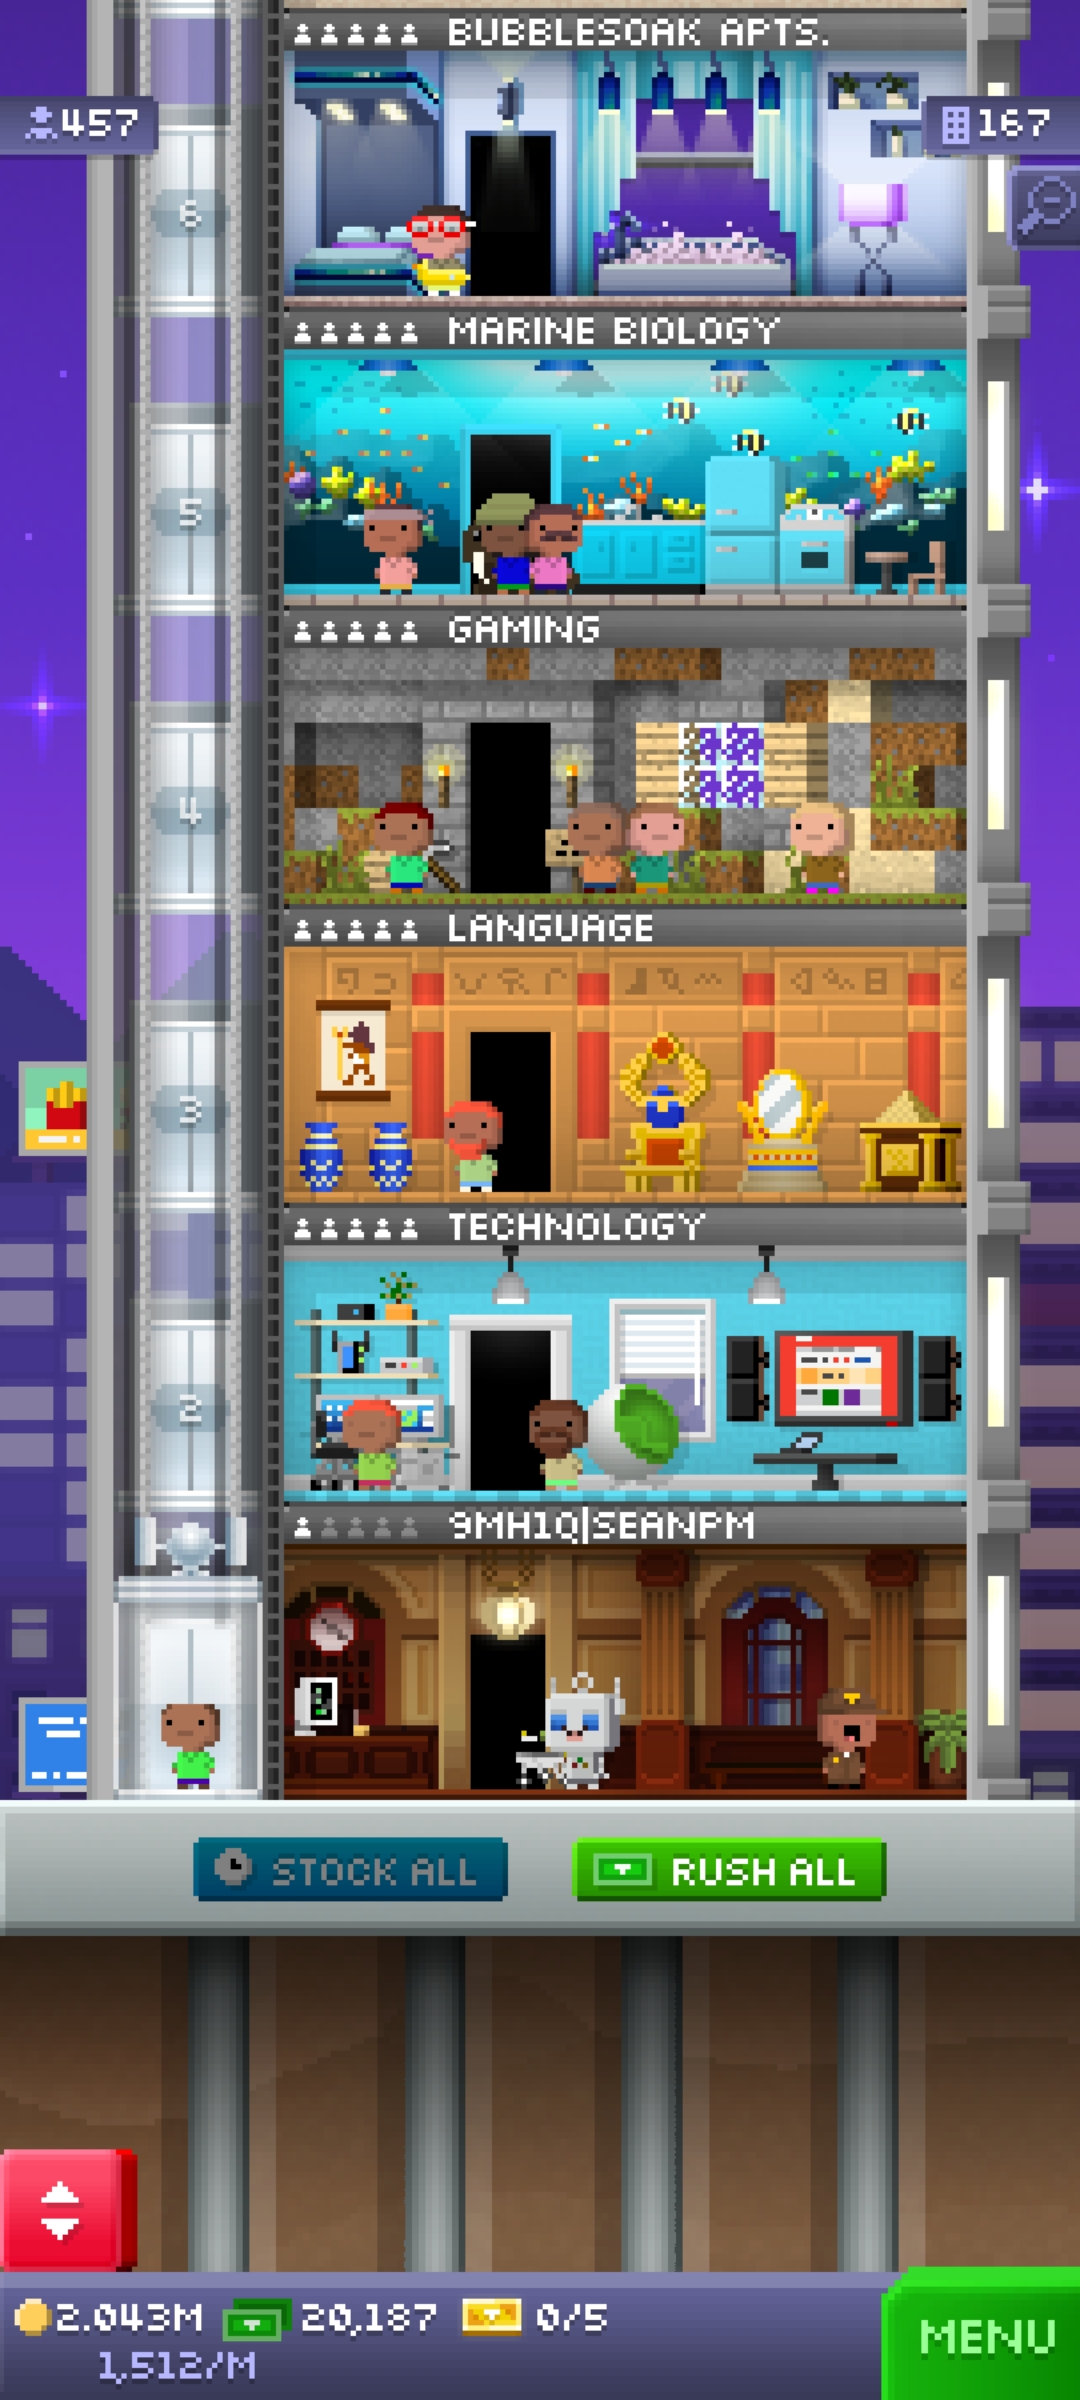 BUBBLESOAK APTS.
457
167
6
MARINE BIOLOGY
5
GAMING
4
LANGUAGE
3
TECHNOLOGY
2
9MH1Q|SEANPM
STOCK ALL
RUSH ALL
2.043M
20,187
0/5
MENU
1,512/M